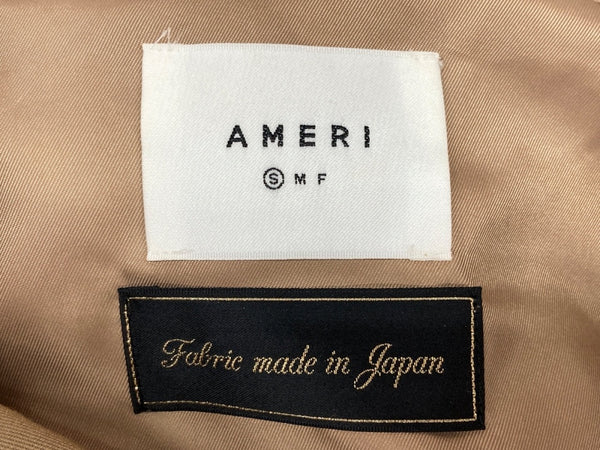 AMERI
Ⓢ M F
Fabric made in Japan